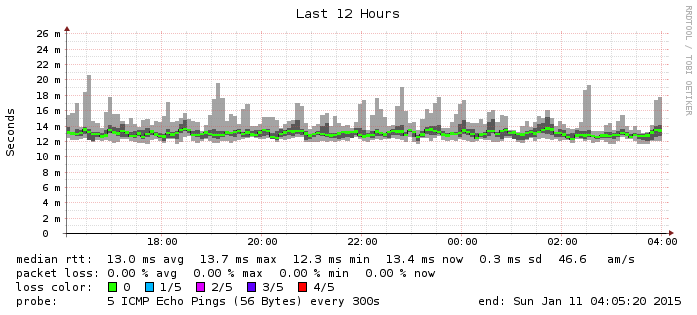 Last 12 Hours
RRDTOOL / TOBI OETIKER
Seconds
26 m
24 m
22 m
20 m
18 m
16 m
14 m
12 m
10 m
8 m
6 m
4 m
2 m
0
18:00 20:00 22:00 00:00 02:00 04:00
median rtt: 13.0 ms avg 13.7 ms max 12.3 ms min 13.4 ms now 0.3 ms sd 46.6 am/s
packet loss: 0.00 % avg 0.00 % max 0.00 % min 0.00 % now
loss color: 0 1/5 2/5 3/5 4/5
probe: 5 ICMP Echo Pings (56 Bytes) every 300s end: Sun Jan 11 04:05:20 2015